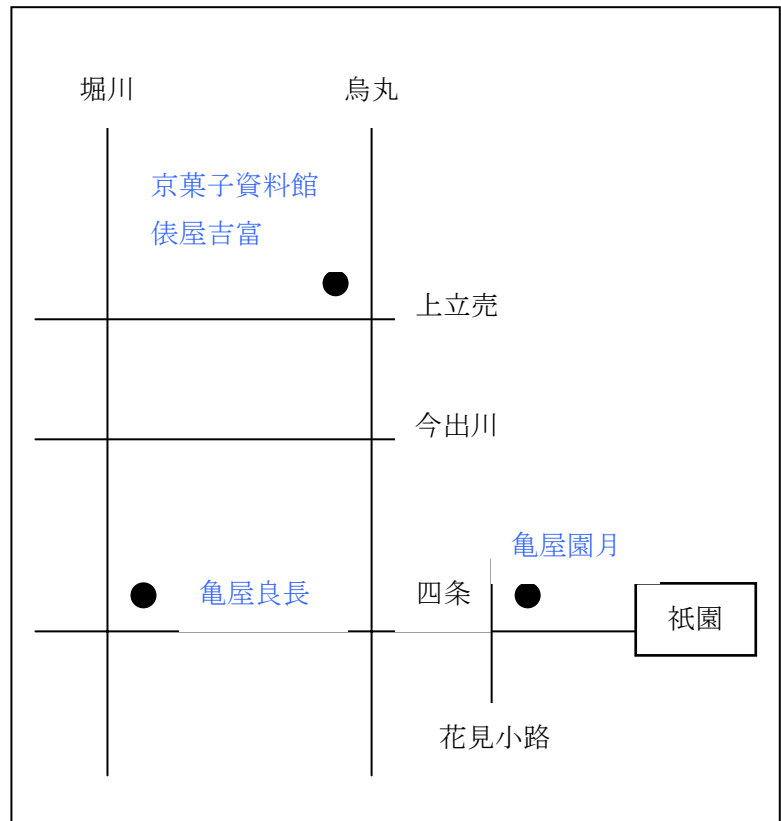 堀川
烏丸
京菓子資料館
俵屋吉富
上立売
今出川
亀屋園月
亀屋良長
四条
祇園
花見小路